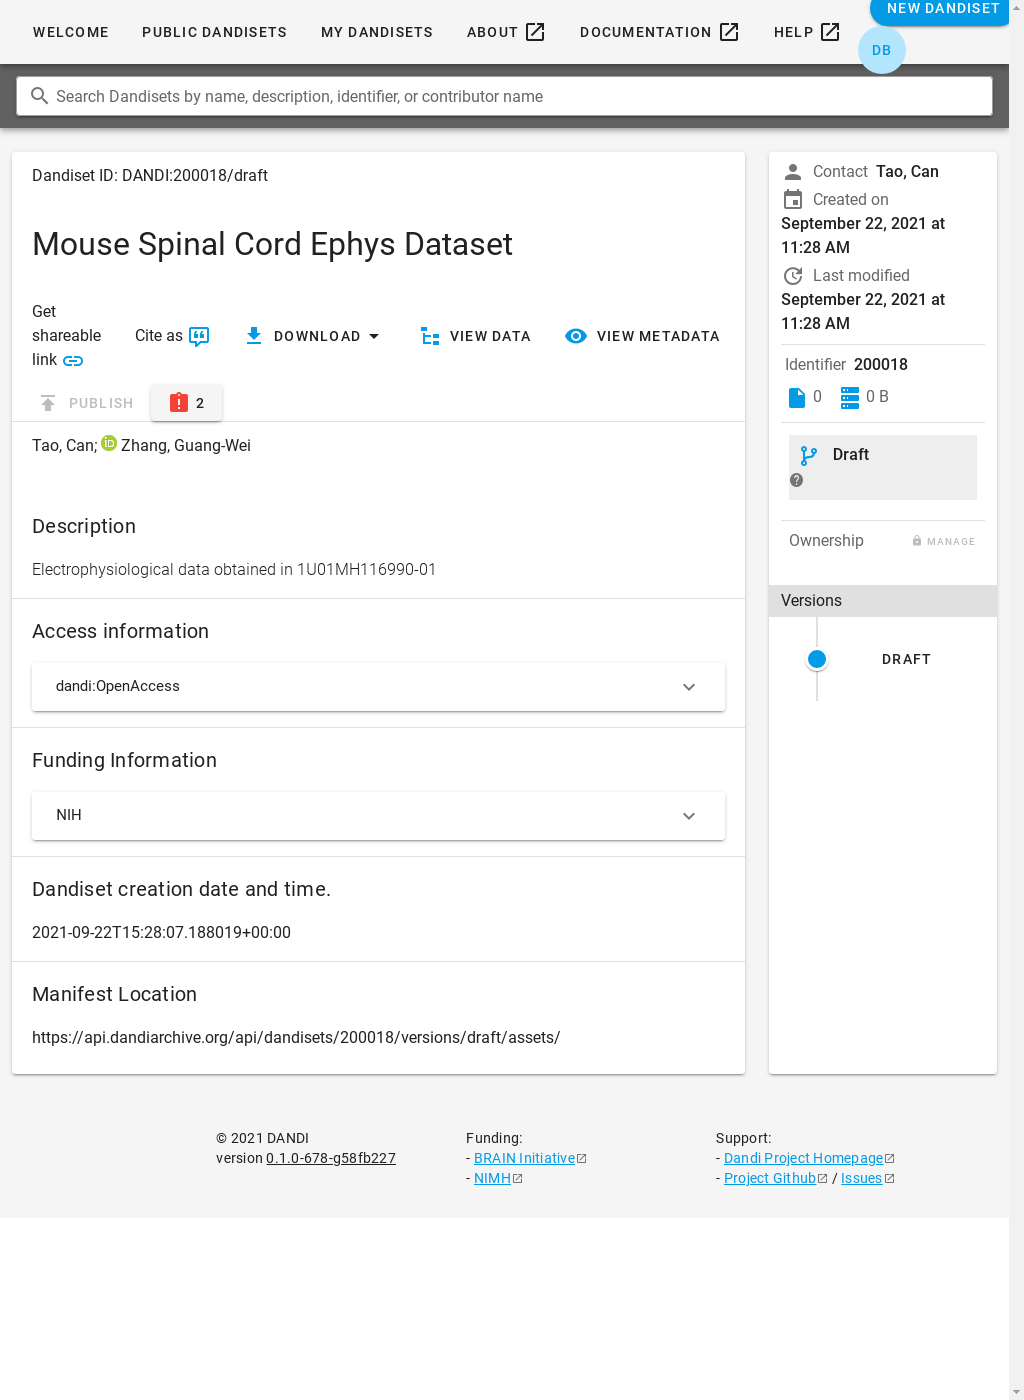 WELCOME
PUBLIC DANDISETS
MY DANDISETS
ABOUT
DOCUMENTATION
HELP
NEW DANDISET
DB
Search Dandisets by name, description, identifier, or contributor name
Dandiset ID: DANDI:200018/draft
Mouse Spinal Cord Ephys Dataset
Get
shareable
link
Cite as
DOWNLOAD
VIEW DATA
VIEW METADATA
PUBLISH
2
Tao, Can; iD Zhang, Guang-Wei
Description
Electrophysiological data obtained in 1U01MH116990-01
Access information
dandi:OpenAccess
Funding Information
NIH
Dandiset creation date and time.
2021-09-22T15:28:07.188019+00:00
Manifest Location
https://api.dandiarchive.org/api/dandisets/200018/versions/draft/assets/
Contact Tao, Can
Created on
September 22, 2021 at
11:28 AM
Last modified
September 22, 2021 at
11:28 AM
Identifier 200018
0
0 B
Draft
Ownership
MANAGE
Versions
DRAFT
© 2021 DANDI
version 0.1.0-678-g58fb227
Funding:
- BRAIN Initiative
- NIMH
Support:
- Dandi Project Homepage
- Project Github / Issues